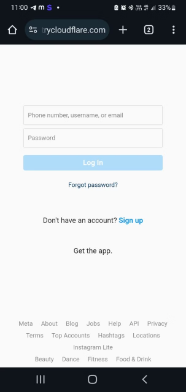 11:00
33%
trycloudflare.com
2
Phone number, username, or email
Password
Log In
Forgot password?
Don't have an account? Sign up
Get the app.
Meta About Blog Jobs Help API Privacy
Terms Top Accounts Hashtags Locations
Instagram Lite
Beauty Dance Fitness Food & Drink